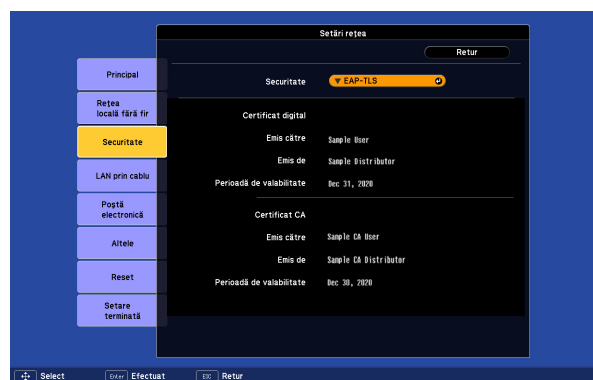 Setări rețea
Retur
Principal
Securitate
EAP-TLS
Rețea
locală fără fir
Certificat digital
Securitate
Emis către
Sample User
Emis de
Sample Distributor
LAN prin cablu
Perioadă de valabilitate
Dec 31, 2020
Poștă
electronică
Certificat CA
Altele
Emis către
Sample CA User
Emis de
Sample CA Distributor
Reset
Perioadă de valabilitate
Dec 30, 2020
Setare
terminată
Select
Enter Efectuat
ESC Retur